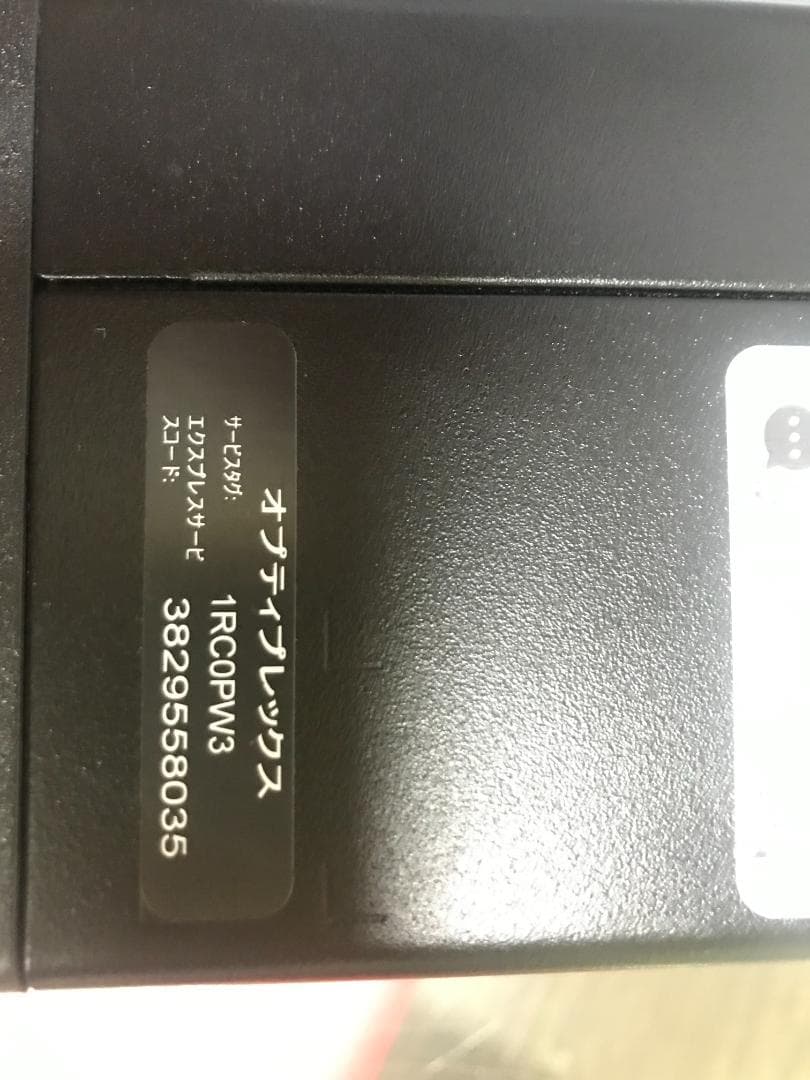 オプティプレックス
サービスタグ: 1RC0PW3
エクスプレスサービ
スコード: 3829558035